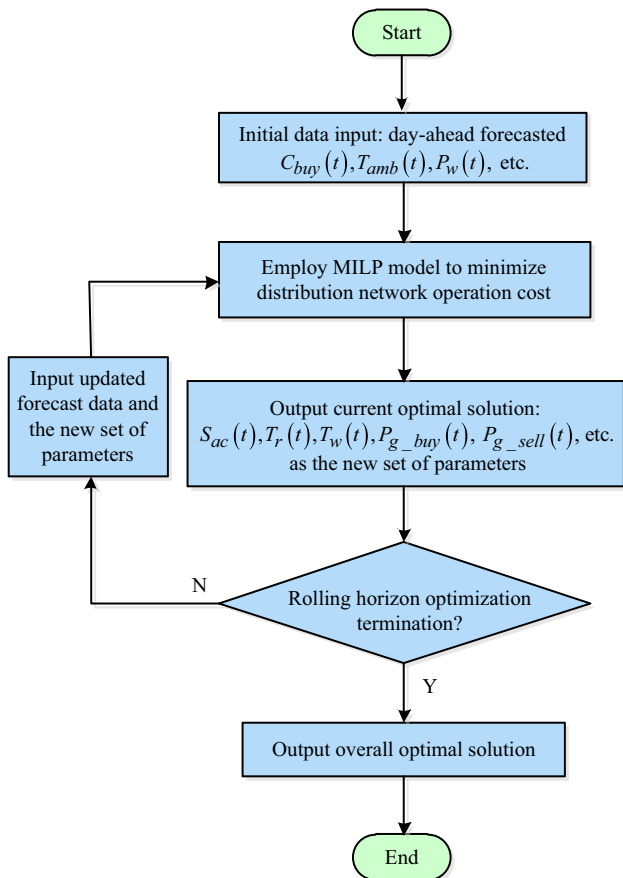 Start
Initial data input: day-ahead forecasted
C_buy(t), T_amb(t), P_w(t), etc.
Employ MILP model to minimize
distribution network operation cost
Input updated
forecast data and
the new set of
parameters
Output current optimal solution:
S_ac(t), T_r(t), T_w(t), P_g_buy(t), P_g_sell(t), etc.
as the new set of parameters
N
Rolling horizon optimization
termination?
Y
Output overall optimal solution
End